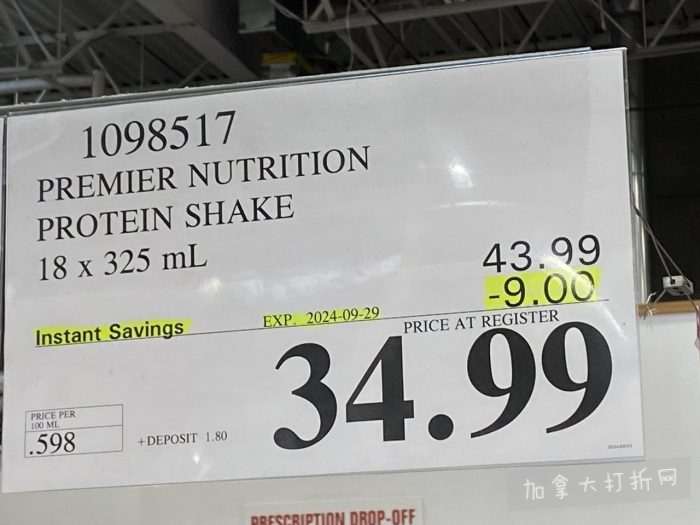 1098517
PREMIER NUTRITION
PROTEIN SHAKE
18 x 325 mL
43.99
-9.00
Instant Savings
EXP. 2024-09-29
PRICE AT REGISTER
34.99
PRICE PER
100 ML
.598
+DEPOSIT 1.80
加拿大打折网
PRESCRIPTION DROP-OFF